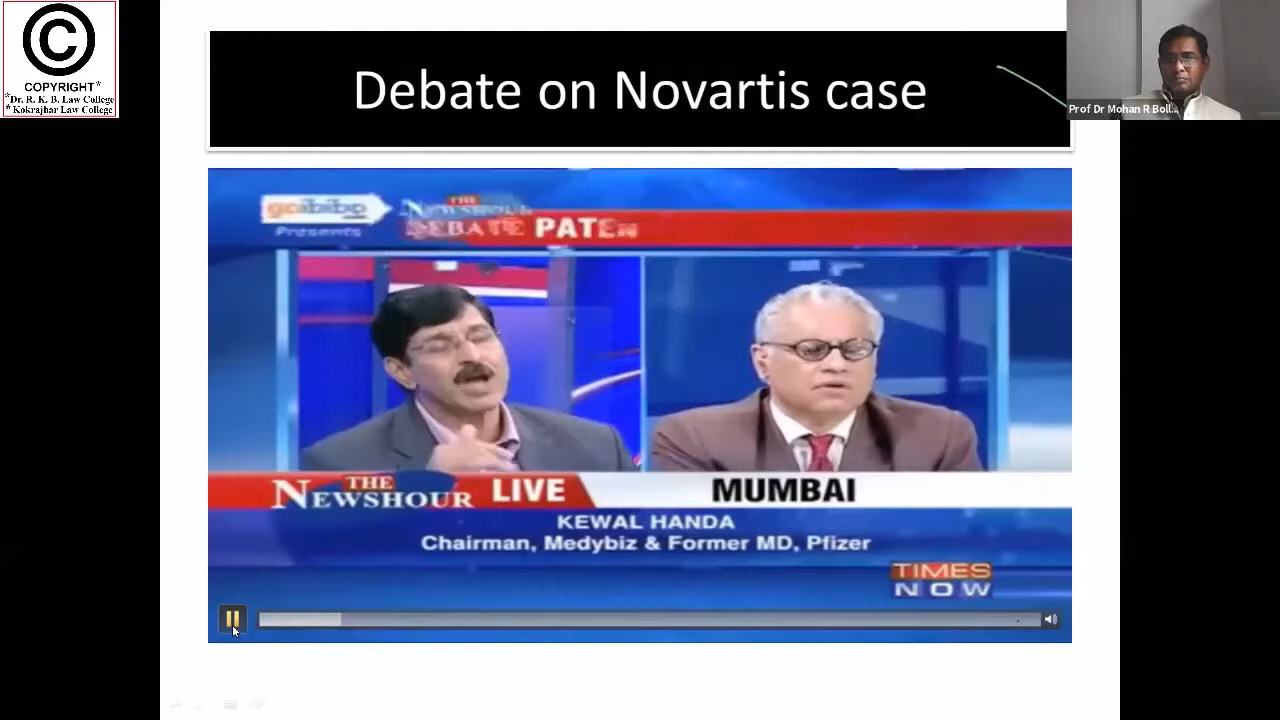 COPYRIGHT*
*Dr. R. K. B. Law College
* Kokrajhar Law College
Debate on Novartis case
Prof Dr Mohan R Boll...
goibibo
Presents
THE
NEWSHOUR
DEBATE PATEN
THE
NEWSHOUR LIVE MUMBAI
KEWAL HANDA
Chairman, Medybiz & Former MD, Pfizer
TIMES
NOW